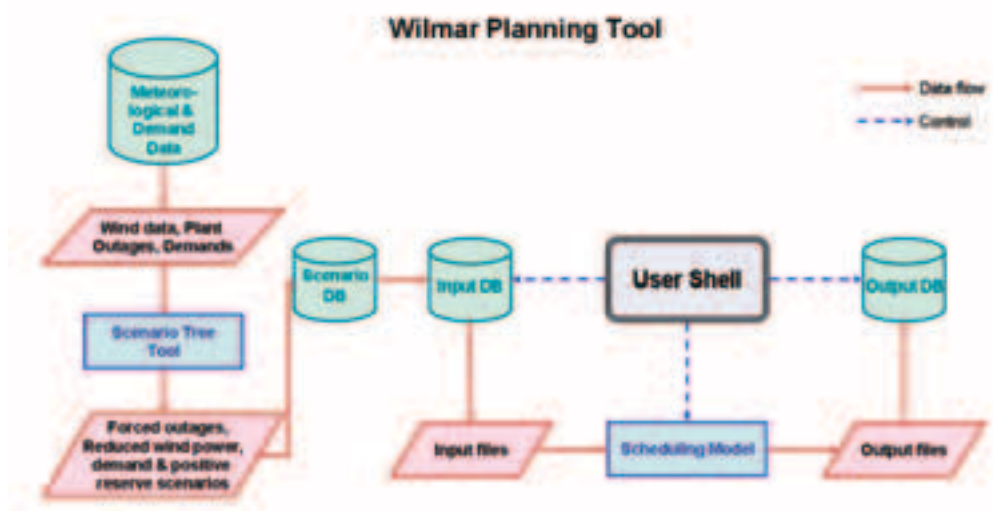 Wilmar Planning Tool
Meteoro-
logical &
Demand
Data
Data flow
Control
Wind data, Plant
Outages, Demands
Scenario
DB
Input DB
User Shell
Output DB
Scenario Tree
Tool
Forced outages,
Reduced wind power,
demand & positive
reserve scenarios
Input files
Scheduling Model
Output files